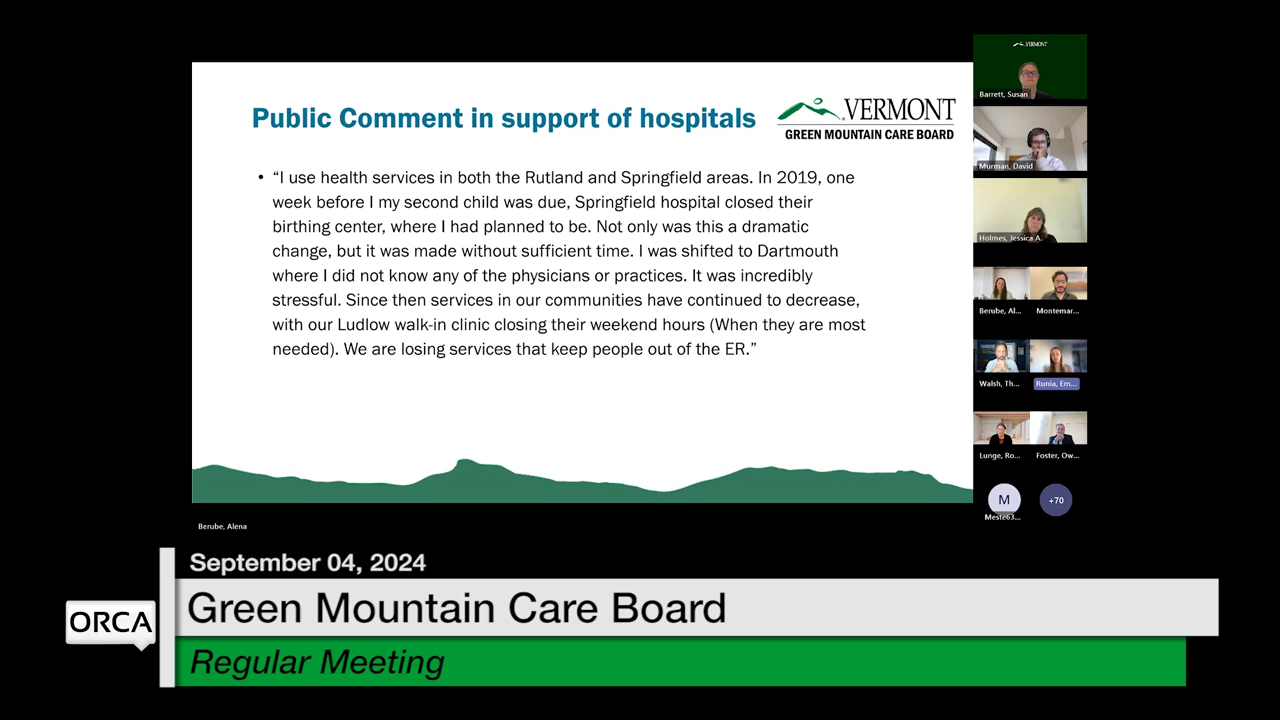 Public Comment in support of hospitals
VERMONT
GREEN MOUNTAIN CARE BOARD
• “I use health services in both the Rutland and Springfield areas. In 2019, one
week before I my second child was due, Springfield hospital closed their
birthing center, where I had planned to be. Not only was this a dramatic
change, but it was made without sufficient time. I was shifted to Dartmouth
where I did not know any of the physicians or practices. It was incredibly
stressful. Since then services in our communities have continued to decrease,
with our Ludlow walk-in clinic closing their weekend hours (When they are most
needed). We are losing services that keep people out of the ER.”
VERMONT
Barrett, Susan
Murman, David
Holmes, Jessica A.
Berube, Al...
Montemar...
Walsh, Th...
Runia, Em...
Lunge, Ro...
Foster, Ow...
M
+70
Meste63...
Berube, Alena
September 04, 2024
Green Mountain Care Board
ORCA
Regular Meeting